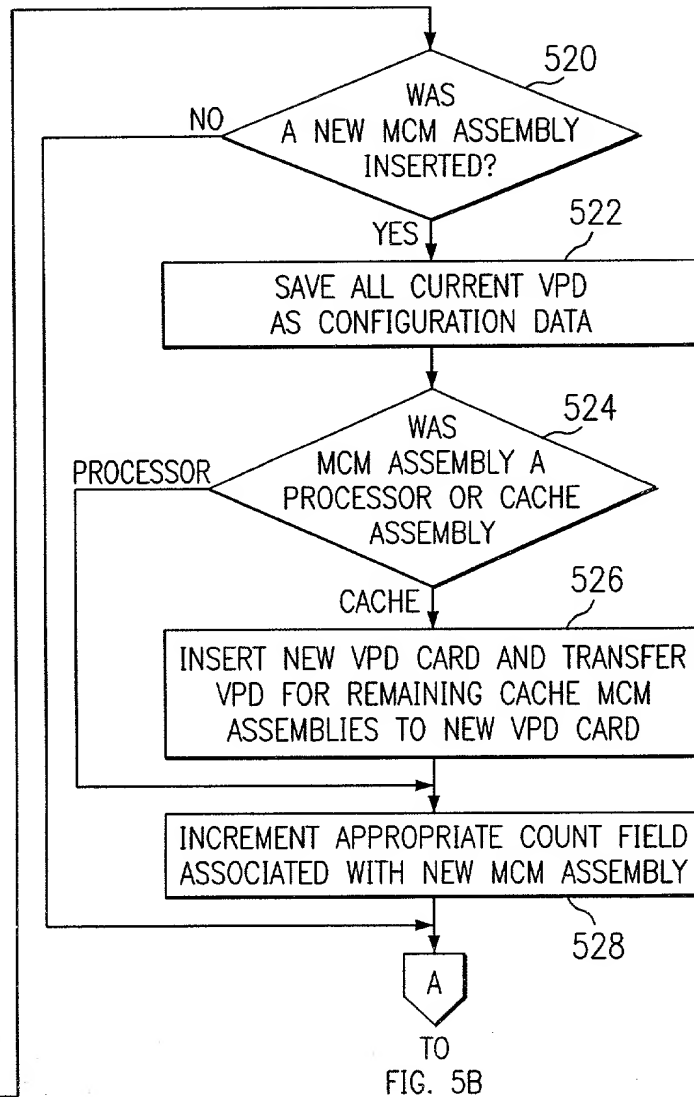 520
WAS
A NEW MCM ASSEMBLY
INSERTED?
NO
YES
522
SAVE ALL CURRENT VPD
AS CONFIGURATION DATA
524
WAS
MCM ASSEMBLY A
PROCESSOR OR CACHE
ASSEMBLY
PROCESSOR
CACHE
526
INSERT NEW VPD CARD AND TRANSFER
VPD FOR REMAINING CACHE MCM
ASSEMBLIES TO NEW VPD CARD
INCREMENT APPROPRIATE COUNT FIELD
ASSOCIATED WITH NEW MCM ASSEMBLY
528
A
TO
FIG. 5B